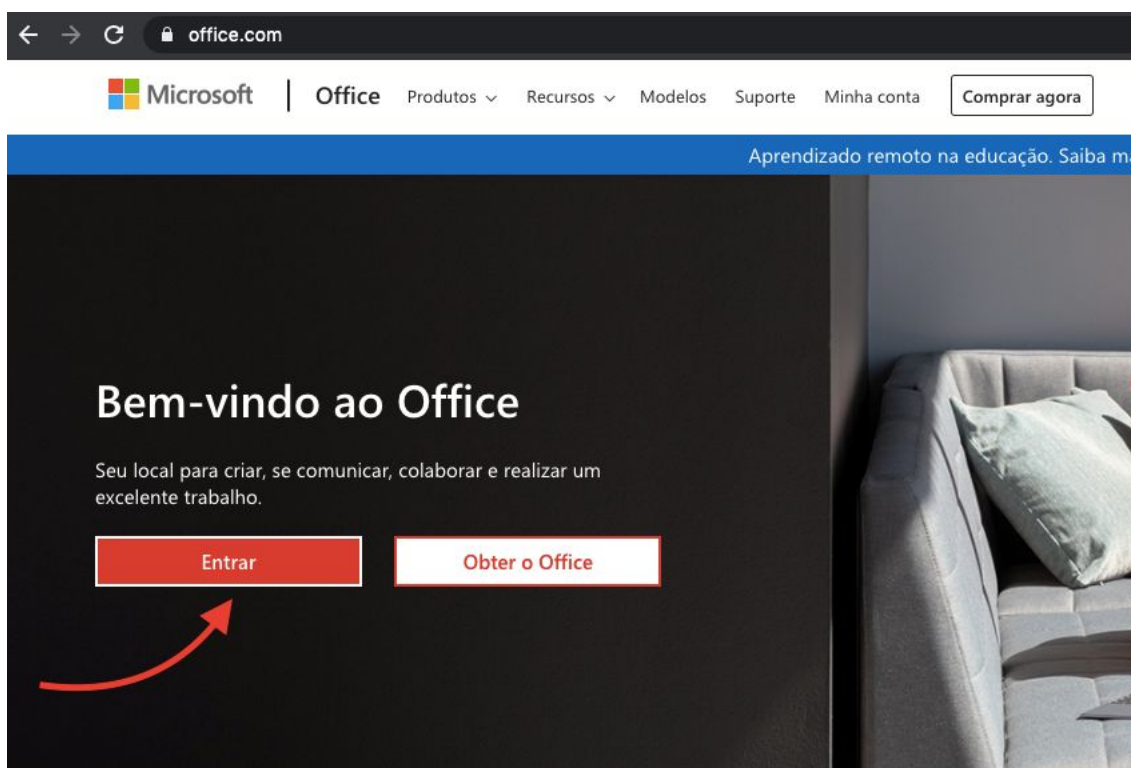 office.com
Microsoft Office Produtos Recursos Modelos Suporte Minha conta Comprar agora
Aprendizado remoto na educação. Saiba
Bem-vindo ao Office
Seu local para criar, se comunicar, colaborar e realizar um
excelente trabalho.
Entrar Obter o Office